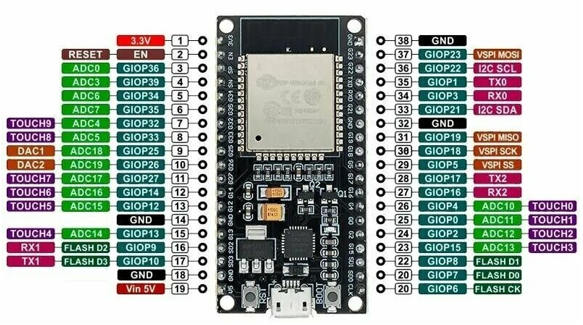 3.3V 1
RESET EN 2
ADC0 GIOP36 3
ADC3 GIOP39 4
ADC6 GIOP34 5
ADC7 GIOP35 6
TOUCH9 ADC4 GIOP32 7
TOUCH8 ADC5 GIOP33 8
DAC1 ADC18 GIOP25 9
DAC2 ADC19 GIOP26 10
TOUCH7 ADC17 GIOP27 11
TOUCH6 ADC16 GIOP14 12
TOUCH5 ADC15 GIOP12 13
GND 14
TOUCH4 ADC14 GIOP13 15
RX1 FLASH D2 GIOP9 16
TX1 FLASH D3 GIOP10 17
GND 18
Vin 5V 19
BOOT
38 GND
37 GIOP23 VSPI MOSI
36 GIOP22 I2C SCL
35 GIOP1 TX0
34 GIOP3 RX0
33 GIOP21 I2C SDA
32 GND
31 GIOP19 VSPI MISO
30 GIOP18 VSPI SCK
29 GIOP5 VSPI SS
28 GIOP17 TX2
27 GIOP16 RX2
26 GIOP4 ADC10 TOUCH0
25 GIOP0 ADC11 TOUCH1
24 GIOP2 ADC12 TOUCH2
23 GIOP15 ADC13 TOUCH3
22 GIOP8 FLASH D1
20 GIOP7 FLASH D0
20 GIOP6 FLASH CK